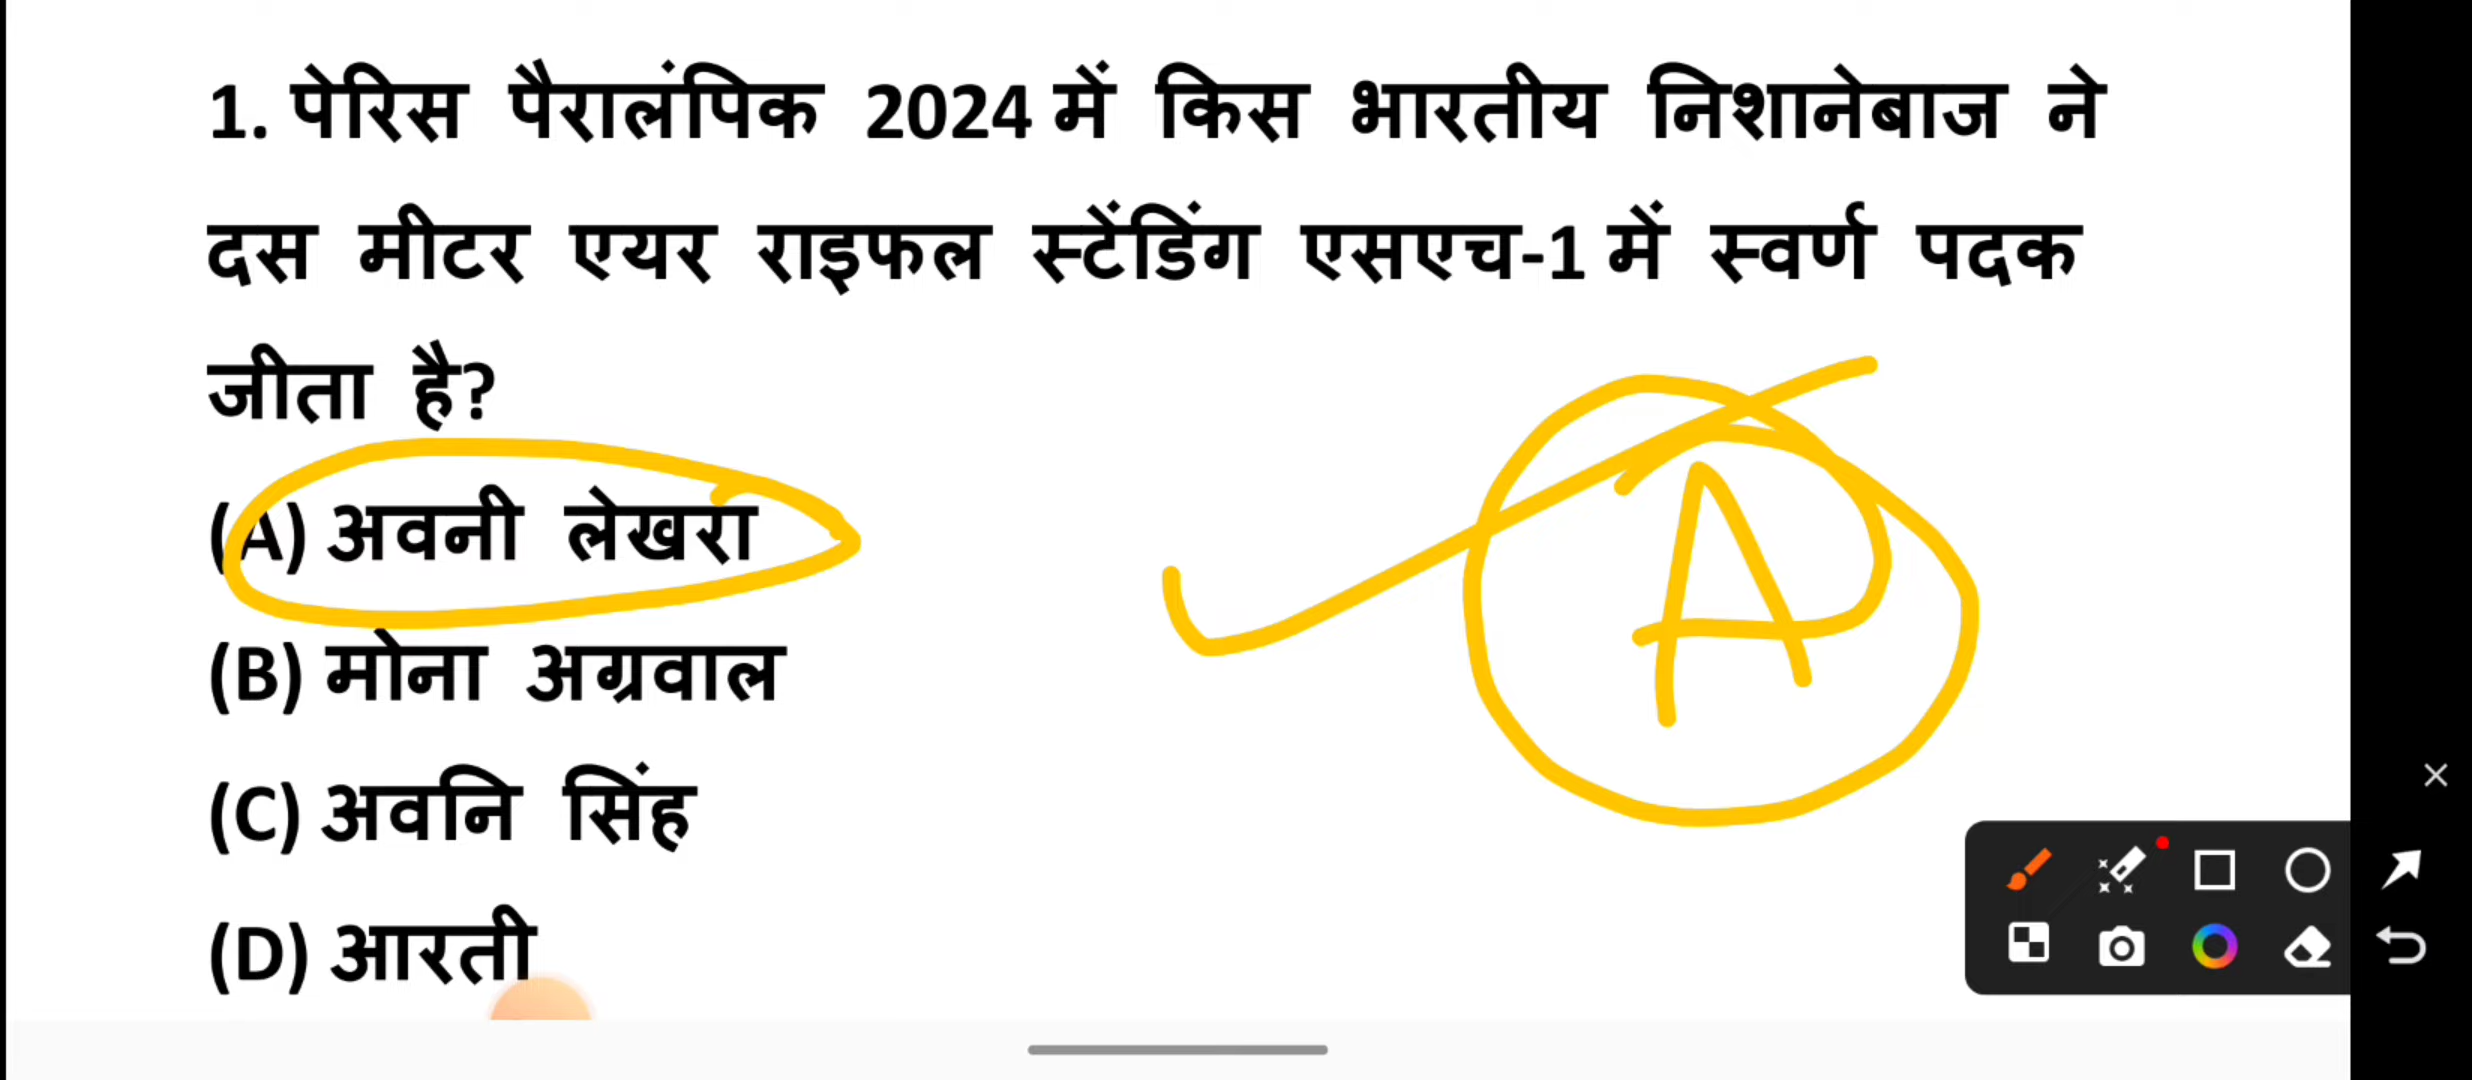 1. पेरिस पैरालंपिक 2024 में किस भारतीय निशानेबाज ने
दस मीटर एयर राइफल स्टेंडिंग एसएच-1 में स्वर्ण पदक
जीता है?
(A) अवनी लेखरा
A
(B) मोना अग्रवाल
(C) अवनि सिंह
(D) आरती